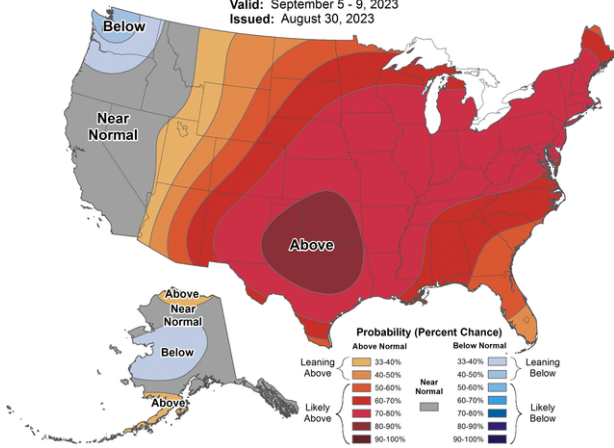 Valid: September 5 - 9, 2023
Issued: August 30, 2023
Below
Near
Normal
Above
Above
Near
Normal
Below
Above
Probability (Percent Chance)
Above Normal
Below Normal
Leaning
Above
33-40%
40-50%
Likely
Above
50-60%
60-70%
70-80%
80-90%
90-100%
Near
Normal
33-40%
40-50%
Leaning
Below
50-60%
60-70%
70-80%
80-90%
90-100%
Likely
Below